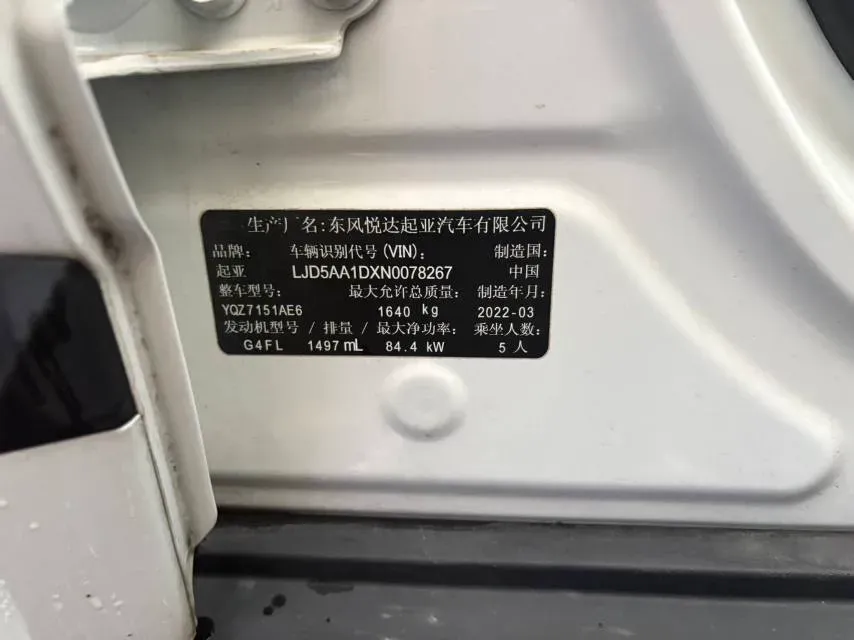 生产厂名:东风悦达起亚汽车有限公司
品牌: 车辆识别代号(VIN): 制造国:
起亚 LJD5AA1DXN0078267 中国
整车型号: 最大允许总质量: 制造年月:
YQZ7151AE6 1640 kg 2022-03
发动机型号 / 排量 / 最大净功率: 乘坐人数:
G4FL 1497 mL 84.4 kW 5 人